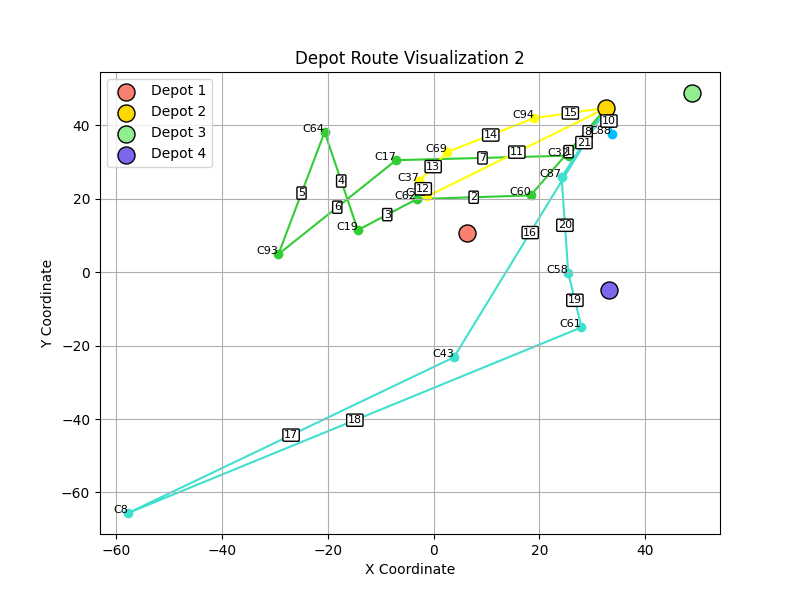 Depot Route Visualization 2
Depot 1
Depot 2
Depot 3
Depot 4
C94
15
10
C88
8
21
C64
14
C69
11
1
C17
7
13
C87
4
C37
12
5
C62
2
C60
6
3
C19
20
16
C93
C58
19
C61
C43
18
17
C8
40
20
0
−20
−40
−60
−60
−40
−20
0
20
40
X Coordinate
Y Coordinate